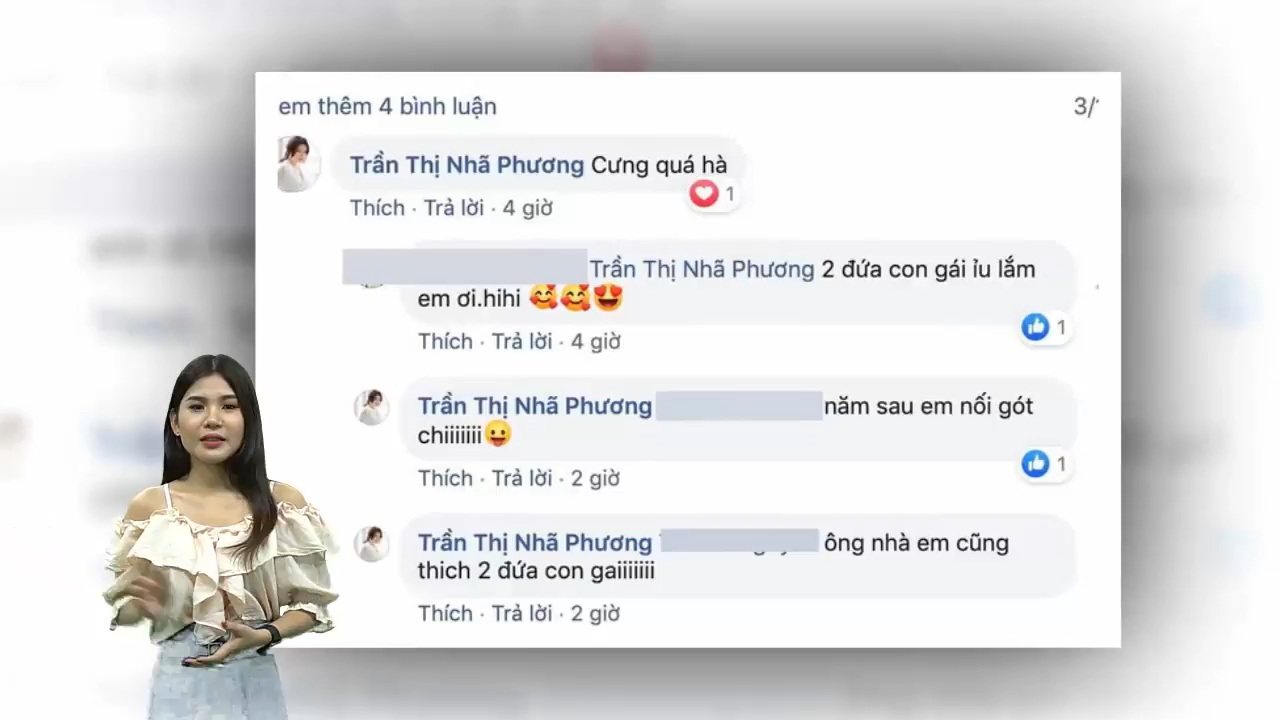 em thêm 4 bình luận
3/
Trần Thị Nhã Phương Cưng quá hà
1
Thích · Trả lời · 4 giờ
Trần Thị Nhã Phương 2 đứa con gái ỉu lắm
em ơi.hihi 🥰🥰😍
1
Thích · Trả lời · 4 giờ
Trần Thị Nhã Phương năm sau em nối gót
chiiiiiii😛
1
Thích · Trả lời · 2 giờ
Trần Thị Nhã Phương ông nhà em cũng
thich 2 đứa con gaiiiiiii
Thích · Trả lời · 2 giờ